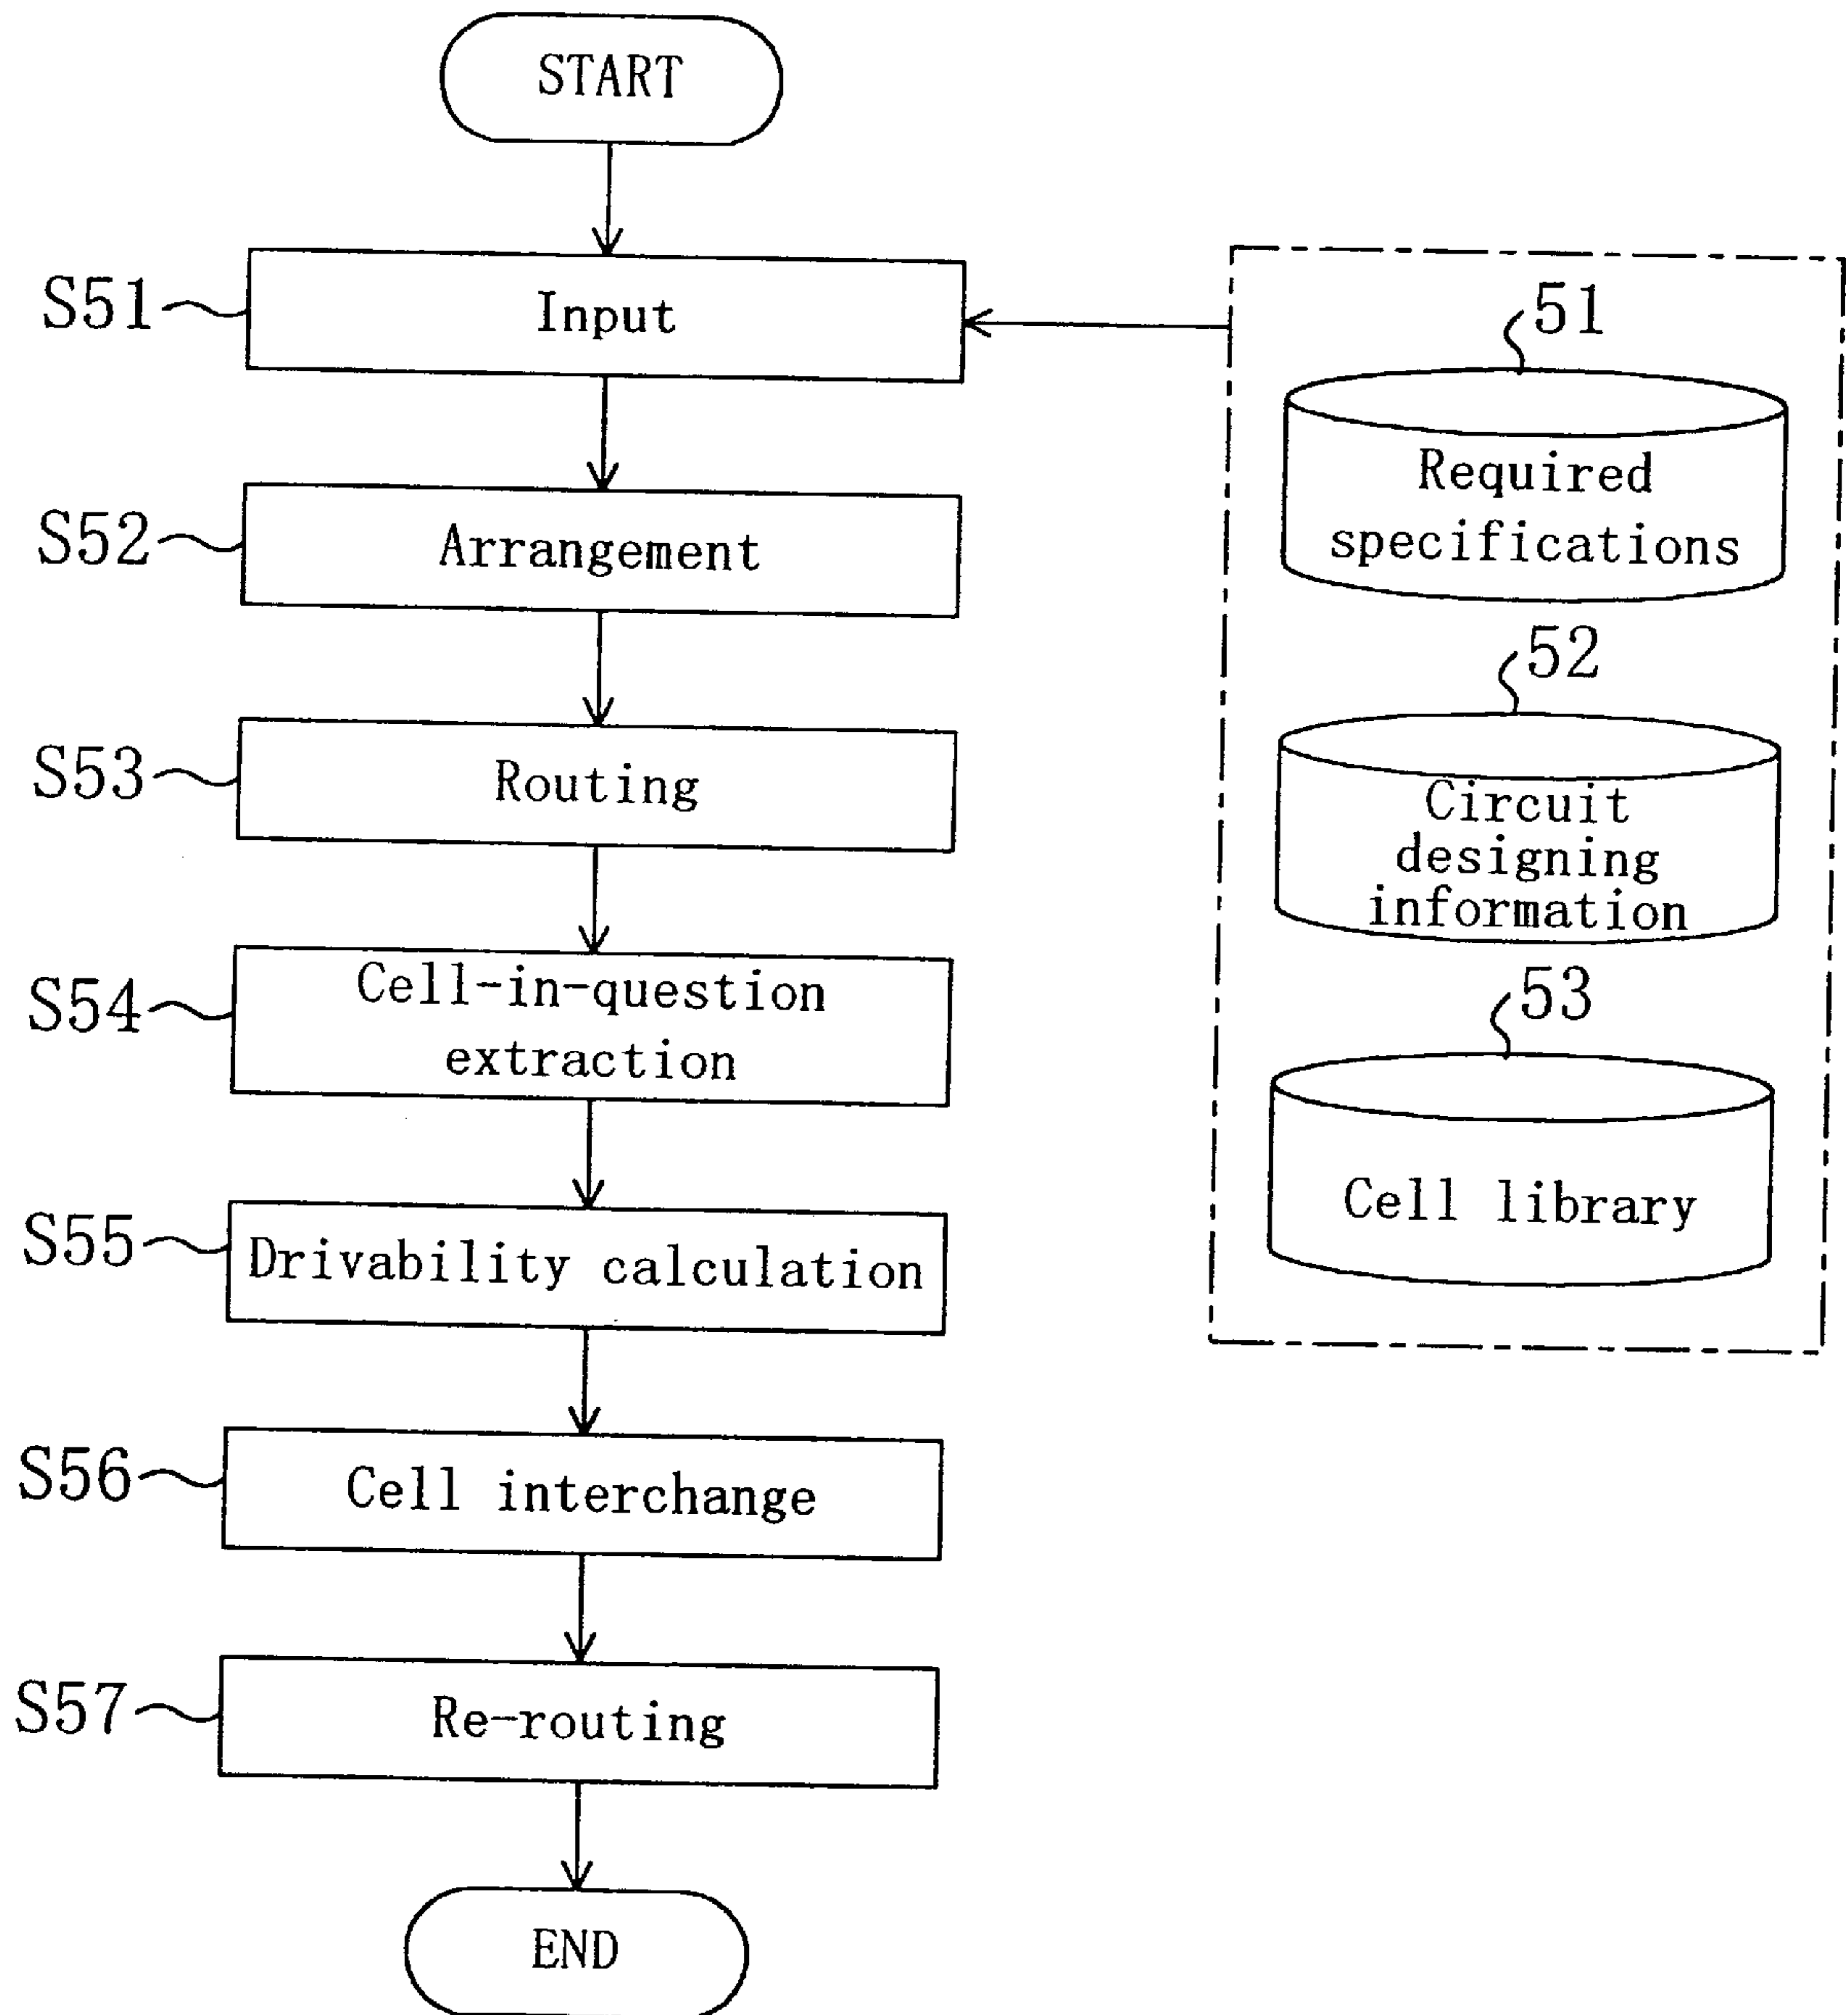 START
S51
Input
S52
Arrangement
S53
Routing
S54
Cell-in-question
extraction
S55
Drivability calculation
S56
Cell interchange
S57
Re-routing
END
51
Required
specifications
52
Circuit
designing
information
53
Cell library